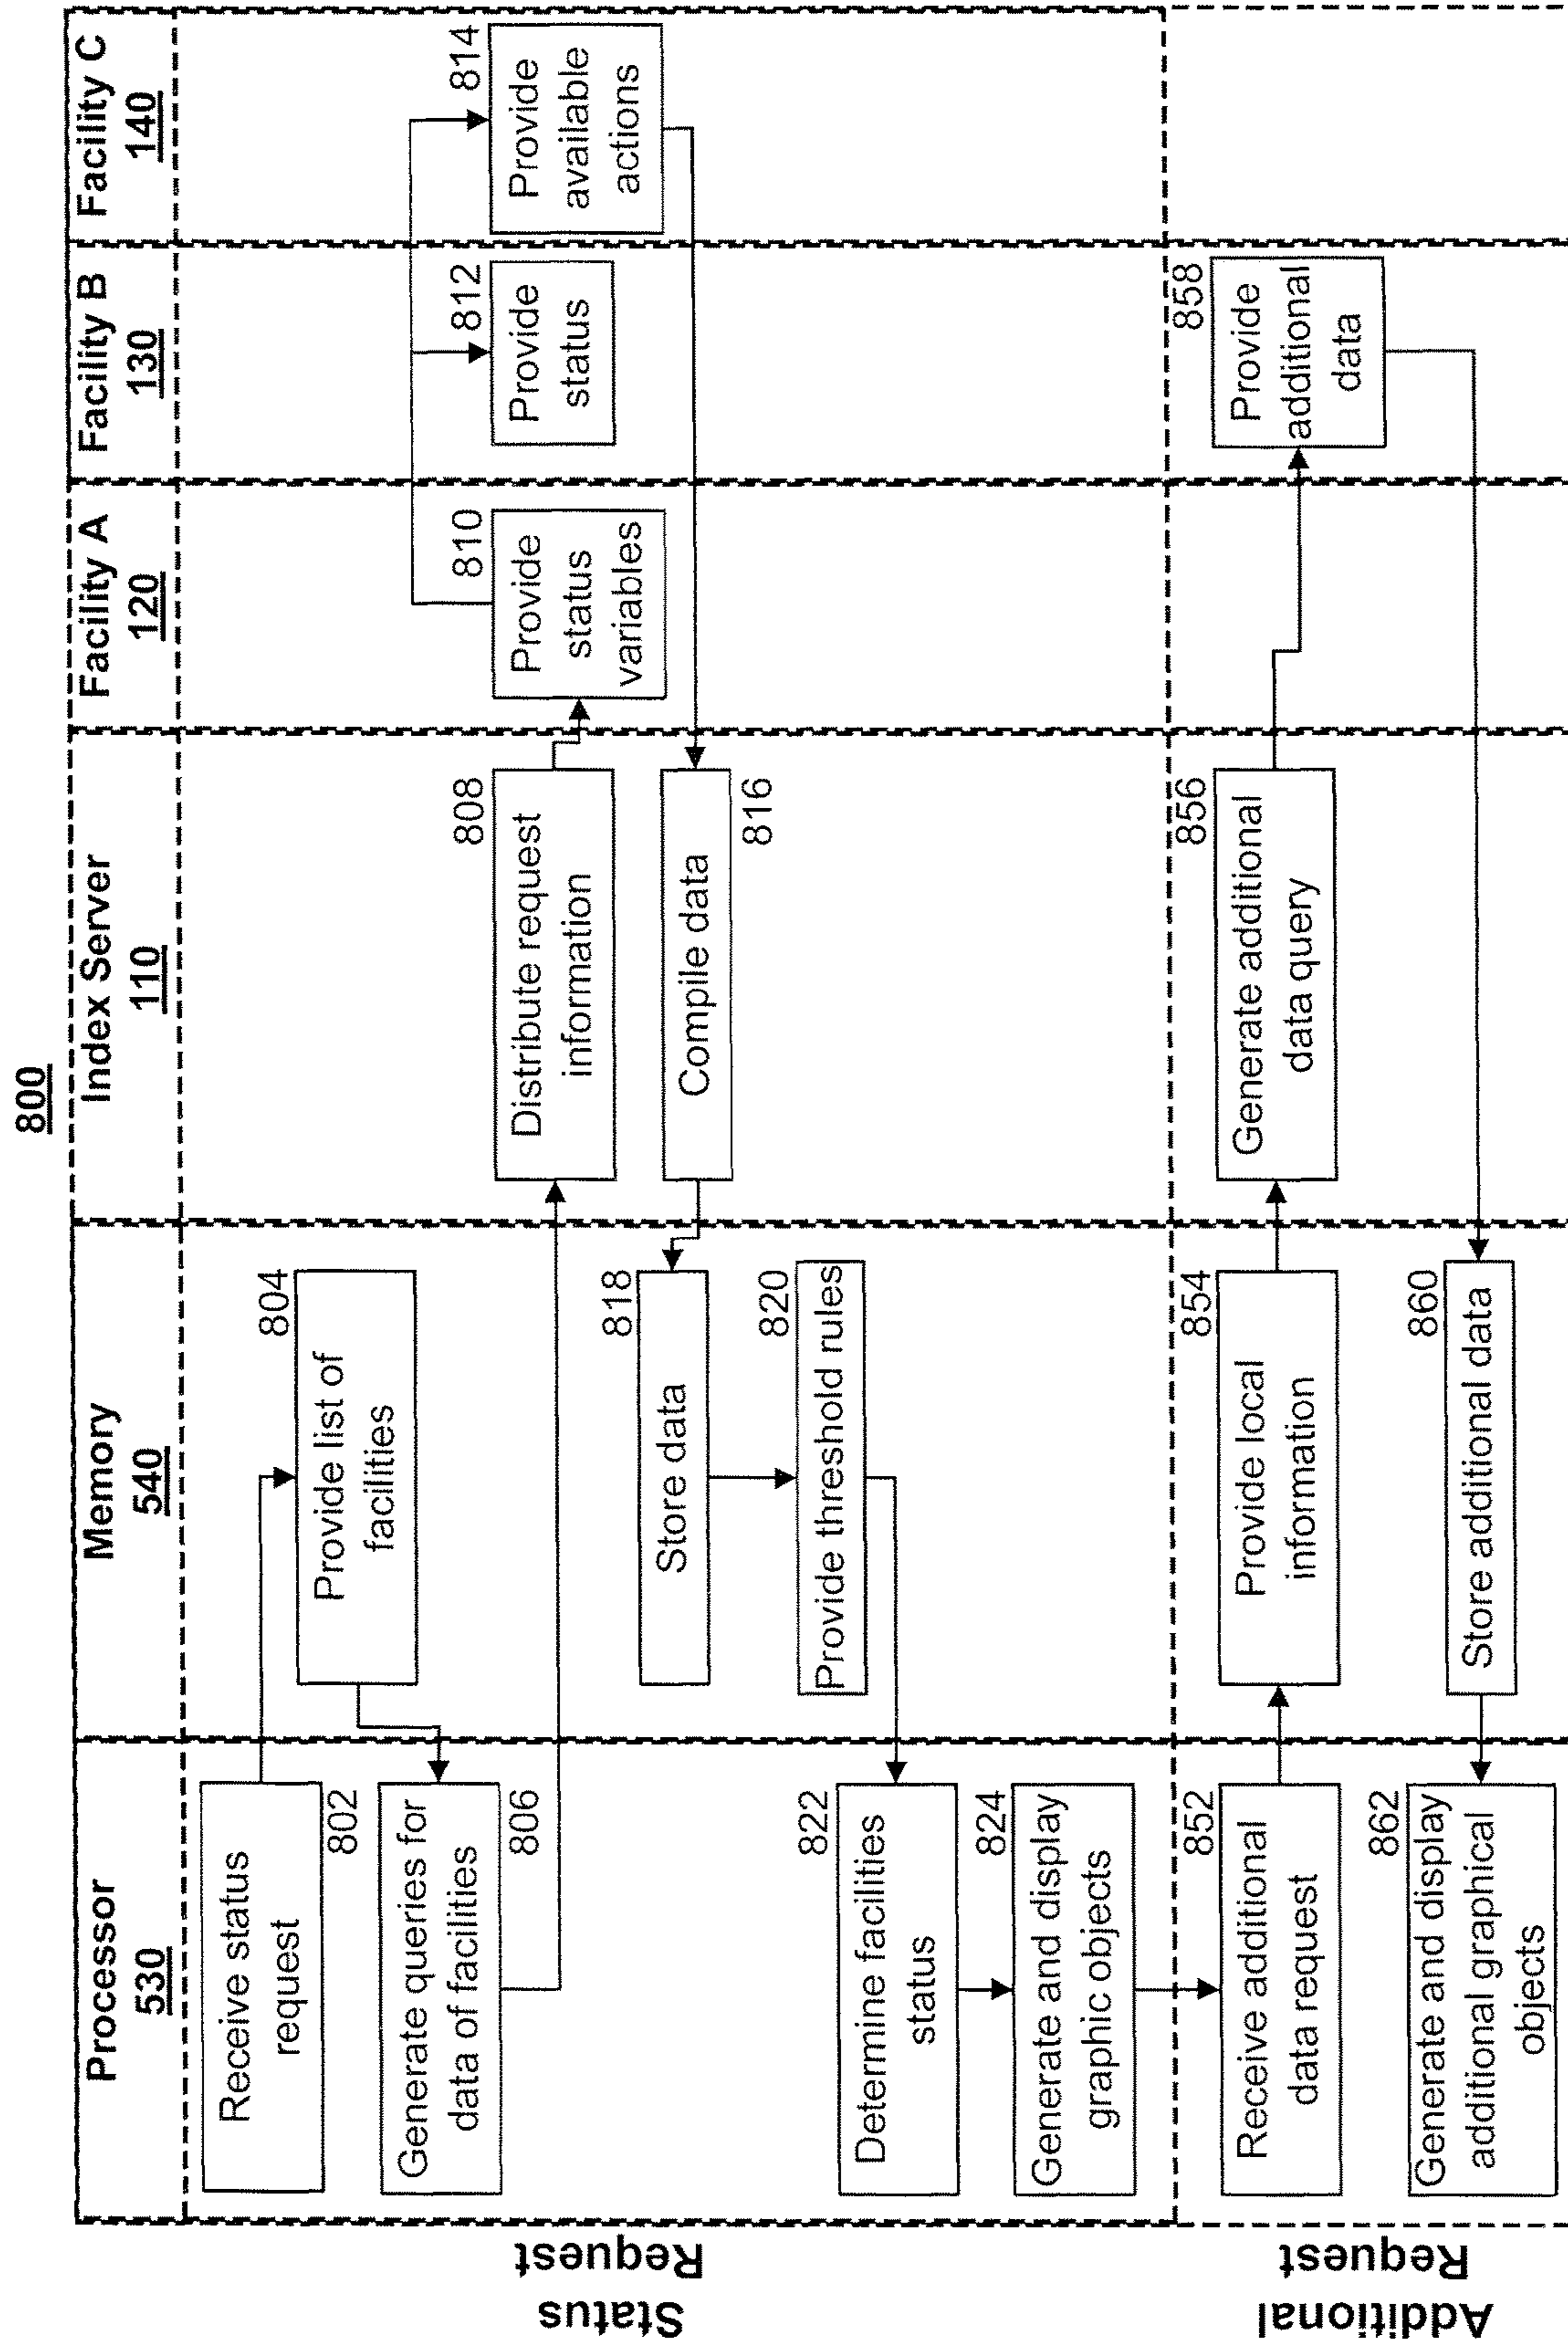 800
Processor
530
Memory
540
Index Server
110
Facility A
120
Facility B
130
Facility C
140
Status
Request
Receive status
request
802
804
Provide list of
facilities
Generate queries for
data of facilities
806
808
Distribute request
information
810
Provide
status
variables
812
Provide
status
814
Provide
available
actions
Compile data
816
818
Store data
820
Provide threshold rules
822
Determine facilities
status
824
Generate and display
graphic objects
Additional
Request
852
Receive additional
data request
854
Provide local
information
856
Generate additional
data query
858
Provide
additional
data
860
Store additional data
862
Generate and display
additional graphical
objects